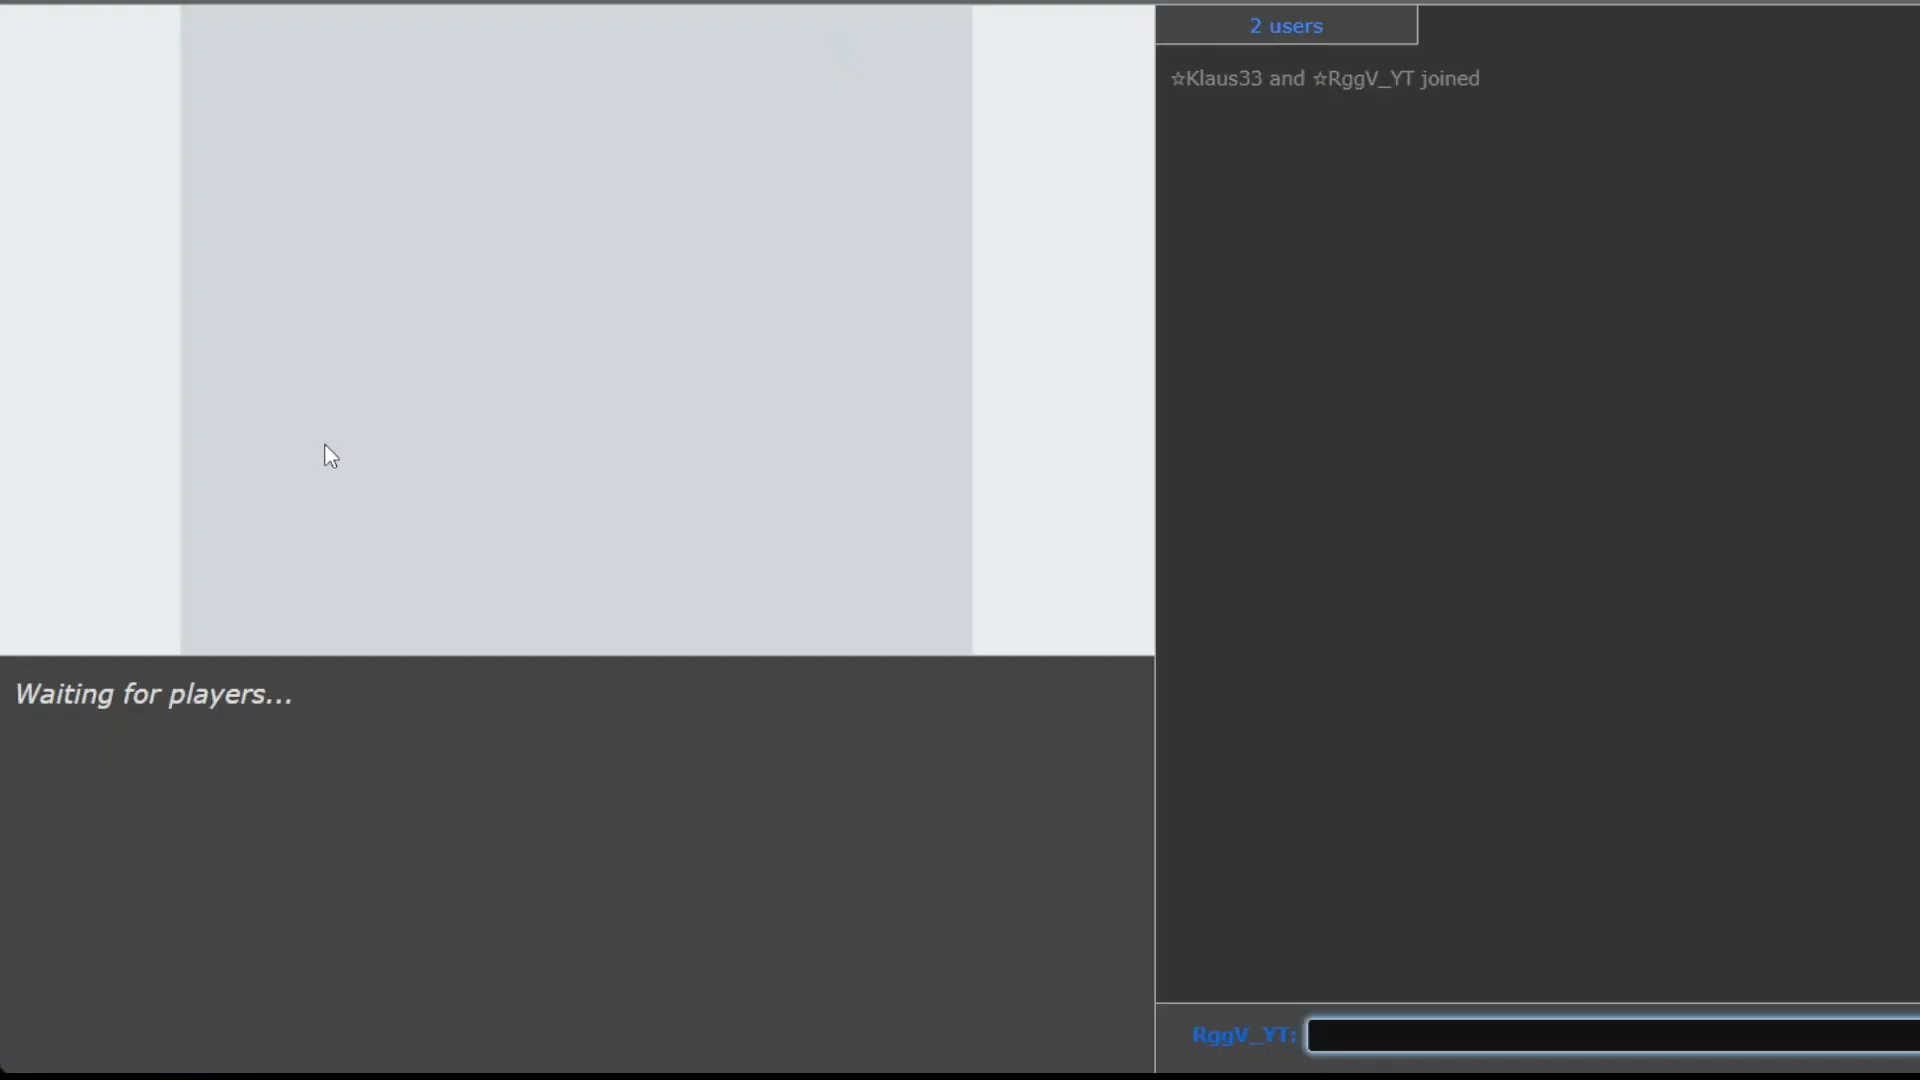 2 users
☆Klaus33 and ☆RggV_YT joined
Waiting for players...
RggV_YT: